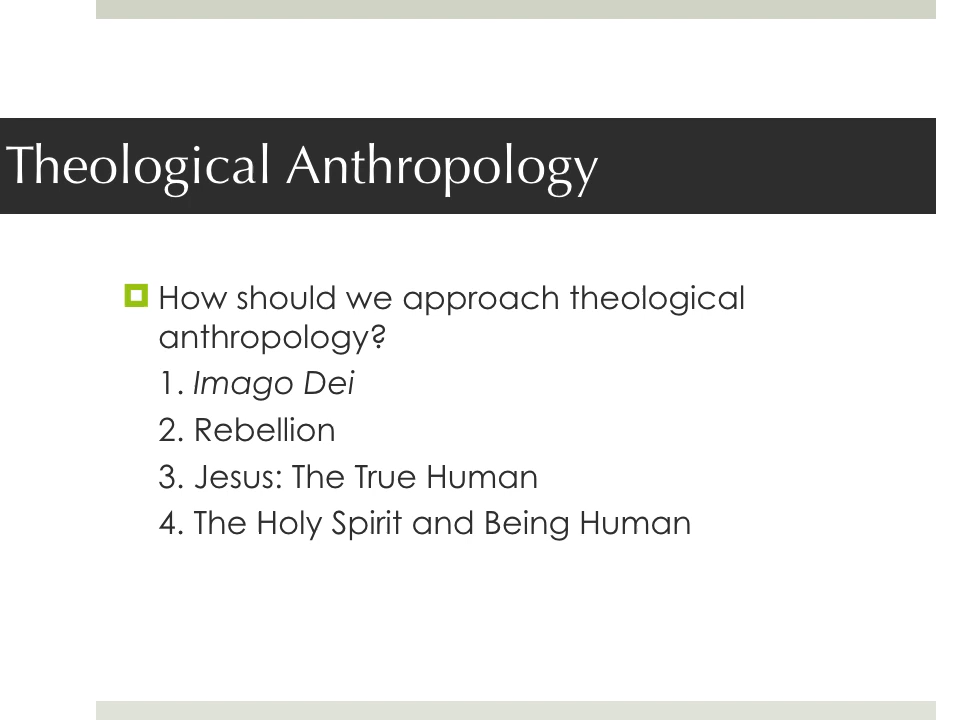 Theological Anthropology
How should we approach theological
anthropology?
1. Imago Dei
2. Rebellion
3. Jesus: The True Human
4. The Holy Spirit and Being Human